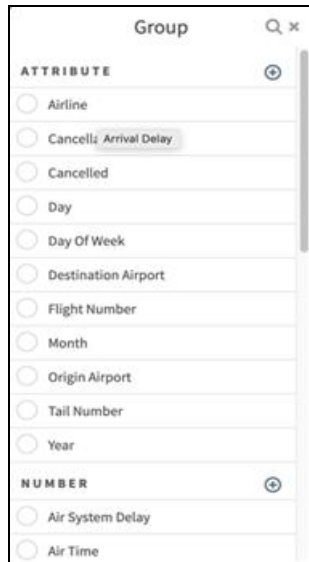 Group
ATTRIBUTE
Airline
Cancella Arrival Delay
Cancelled
Day
Day Of Week
Destination Airport
Flight Number
Month
Origin Airport
Tail Number
Year
NUMBER
Air System Delay
Air Time